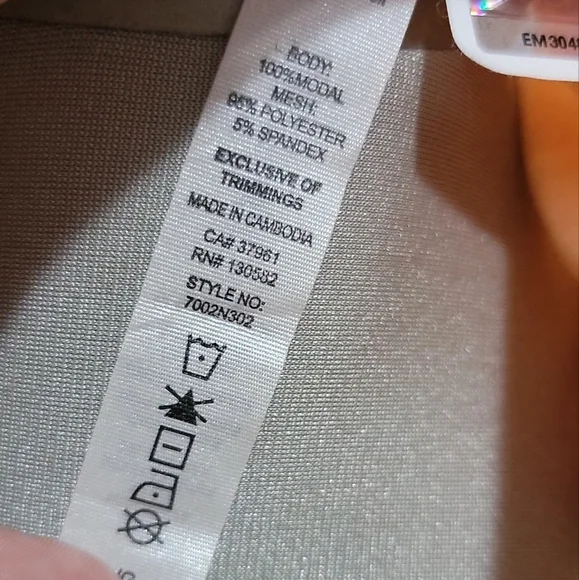 BODY:
100%MODAL
MESH:
95% POLYESTER
5% SPANDEX
EXCLUSIVE OF
TRIMMINGS
MADE IN CAMBODIA
CA# 37961
RN# 130582
STYLE NO:
7002N302
EM304